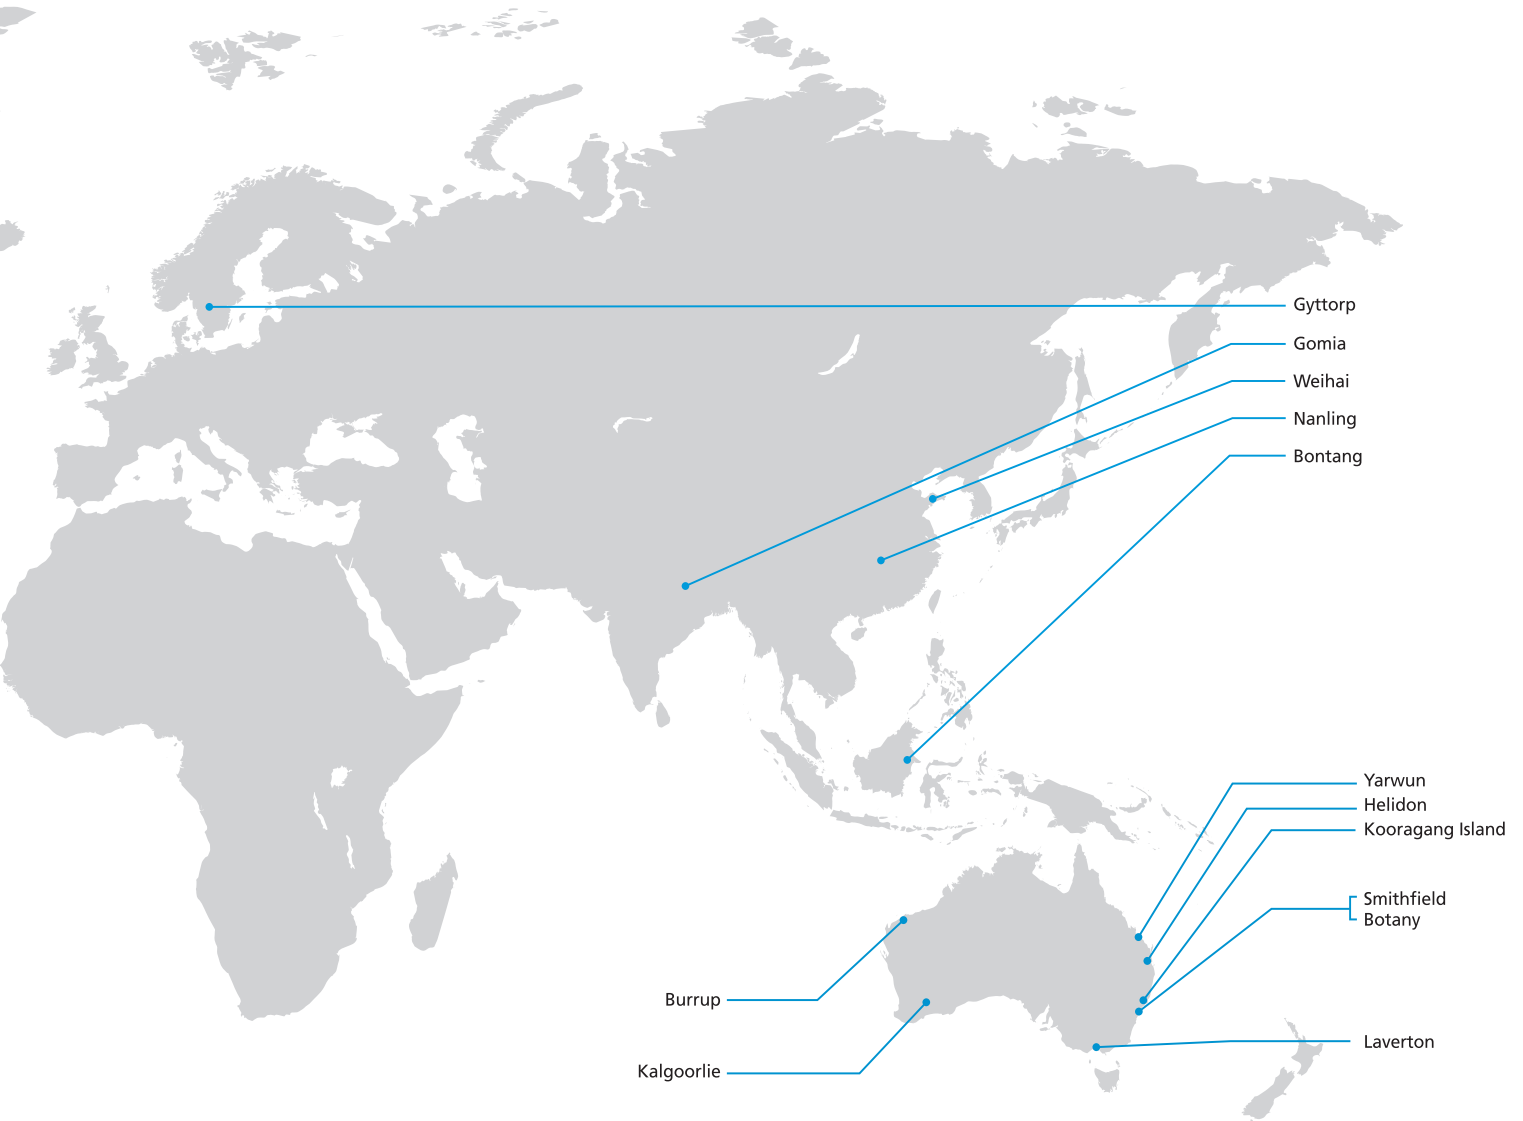 Gyttorp
Gomia
Weihai
Nanling
Bontang
Yarwun
Helidon
Kooragang Island
Smithfield
Botany
Burrup
Laverton
Kalgoorlie